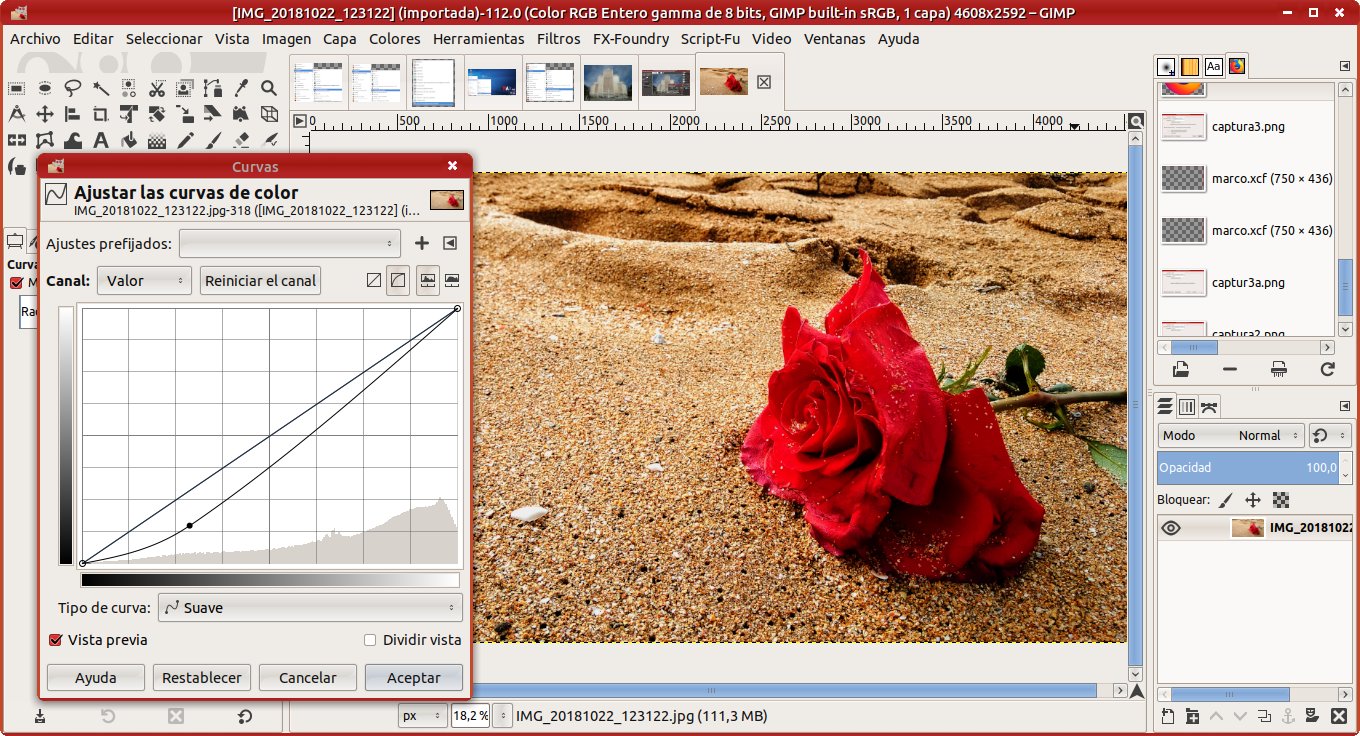 [IMG_20181022_123122] (importada)-112.0 (Color RGB Entero gamma de 8 bits, GIMP built-in sRGB, 1 capa) 4608x2592 – GIMP
Archivo Editar Seleccionar Vista Imagen Capa Colores Herramientas Filtros FX-Foundry Script-Fu Video Ventanas Ayuda
Aa
0 500 1000 1500 2000 2500 3000 3500 4000
captura3.png
marco.xcf (750 × 436)
marco.xcf (750 × 436)
captur3a.png
captura2.png
Curvas
Ajustar las curvas de color
IMG_20181022_123122.jpg-318 ([IMG_20181022_123122] (i…
Ajustes prefijados:
Canal: Valor Reiniciar el canal
Tipo de curva: Suave
Vista previa Dividir vista
Ayuda Restablecer Cancelar Aceptar
Curva
M
Ra
Modo Normal
Opacidad 100,0
Bloquear:
IMG_2018102
px 18,2 % IMG_20181022_123122.jpg (111,3 MB)